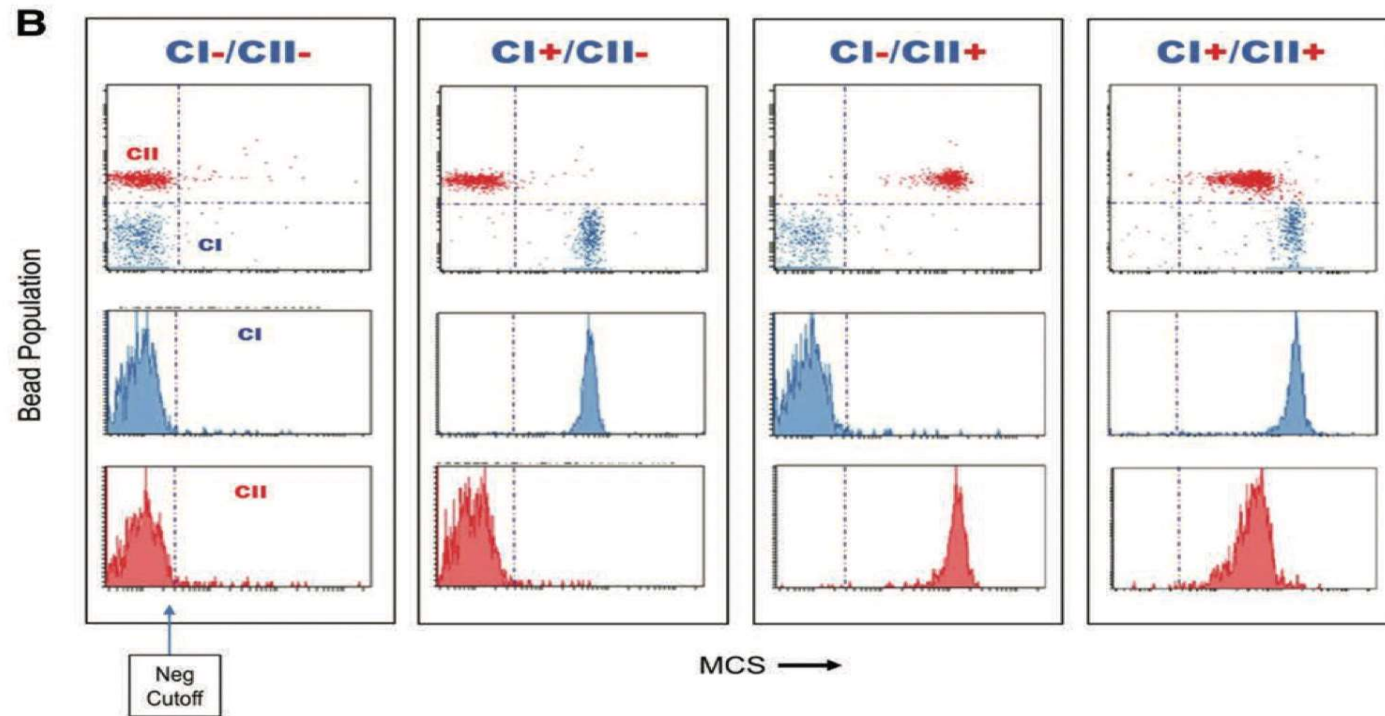 B
CI-/CII-
CI+/CII-
CI-/CII+
CI+/CII+
CII
CI
CI
CII
Bead Population
Neg
Cutoff
MCS